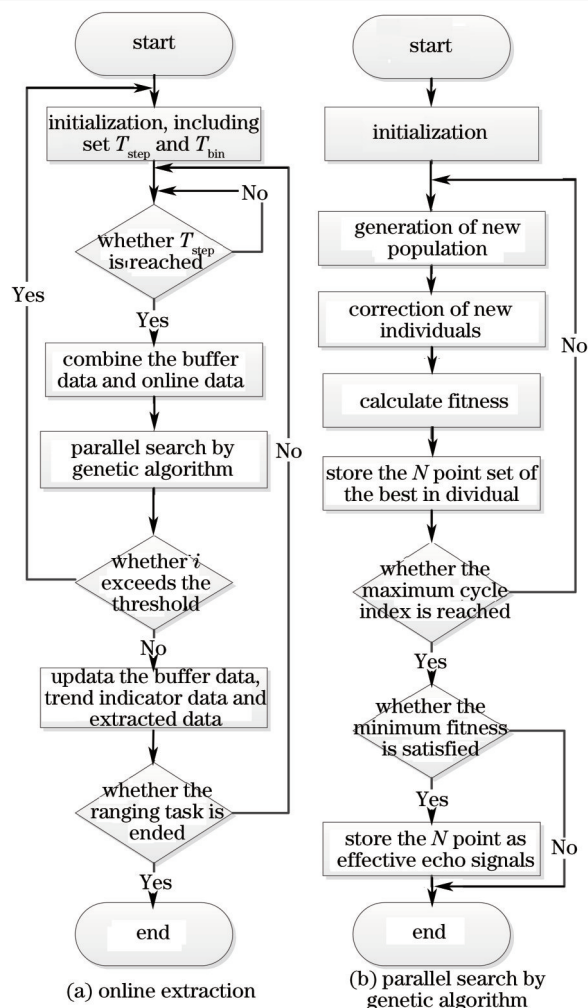 start
initialization, including
set T_step and T_bin
No
whether T_step
is reached
Yes
Yes
combine the buffer
data and online data
parallel search by
genetic algorithm
No
whether i
exceeds the
threshold
No
updata the buffer data,
trend indicator data and
extracted data
whether the
ranging task is
ended
Yes
end
(a) online extraction
start
initialization
generation of new
population
correction of new
individuals
No
calculate fitness
store the N point set of
the best in dividual
whether the
maximum cycle
index is reached
Yes
whether the
minimum fitness
is satisfied
Yes
store the N point as
effective echo signals
No
end
(b) parallel search by
genetic algorithm